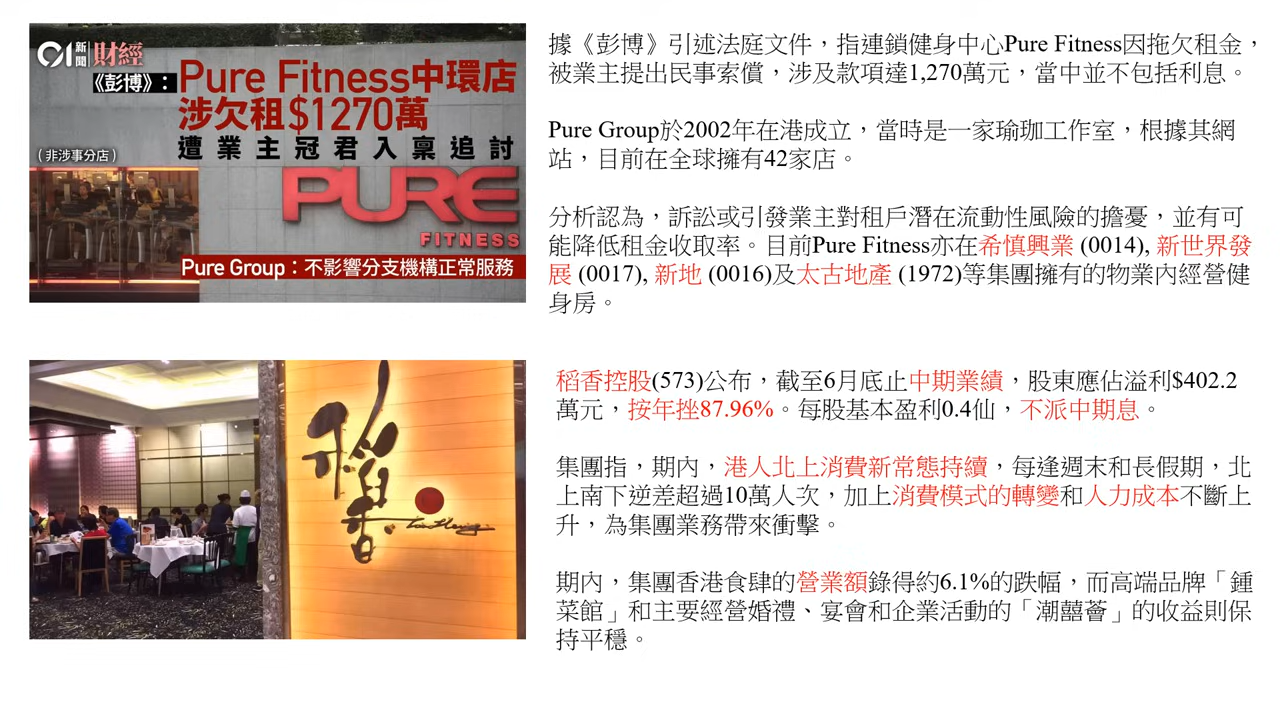 01新聞 財經
《彭博》：Pure Fitness中環店
涉欠租$1270萬
遭業主冠君入稟追討
（非涉事分店）
PURE
FITNESS
Pure Group：不影響分支機構正常服務
據《彭博》引述法庭文件，指連鎖健身中心Pure Fitness因拖欠租金，
被業主提出民事索償，涉及款項達1,270萬元，當中並不包括利息。
Pure Group於2002年在港成立，當時是一家瑜珈工作室，根據其網
站，目前在全球擁有42家店。
分析認為，訴訟或引發業主對租戶潛在流動性風險的擔憂，並有可
能降低租金收取率。目前Pure Fitness亦在希慎興業 (0014), 新世界發
展 (0017), 新地 (0016)及太古地產 (1972)等集團擁有的物業內經營健
身房。
稻香
稻香控股(573)公布，截至6月底止中期業績，股東應佔溢利$402.2
萬元，按年挫87.96%。每股基本盈利0.4仙，不派中期息。
集團指，期內，港人北上消費新常態持續，每逢週末和長假期，北
上南下逆差超過10萬人次，加上消費模式的轉變和人力成本不斷上
升，為集團業務帶來衝擊。
期內，集團香港食肆的營業額錄得約6.1%的跌幅，而高端品牌「鍾
菜館」和主要經營婚禮、宴會和企業活動的「潮囍薈」的收益則保
持平穩。